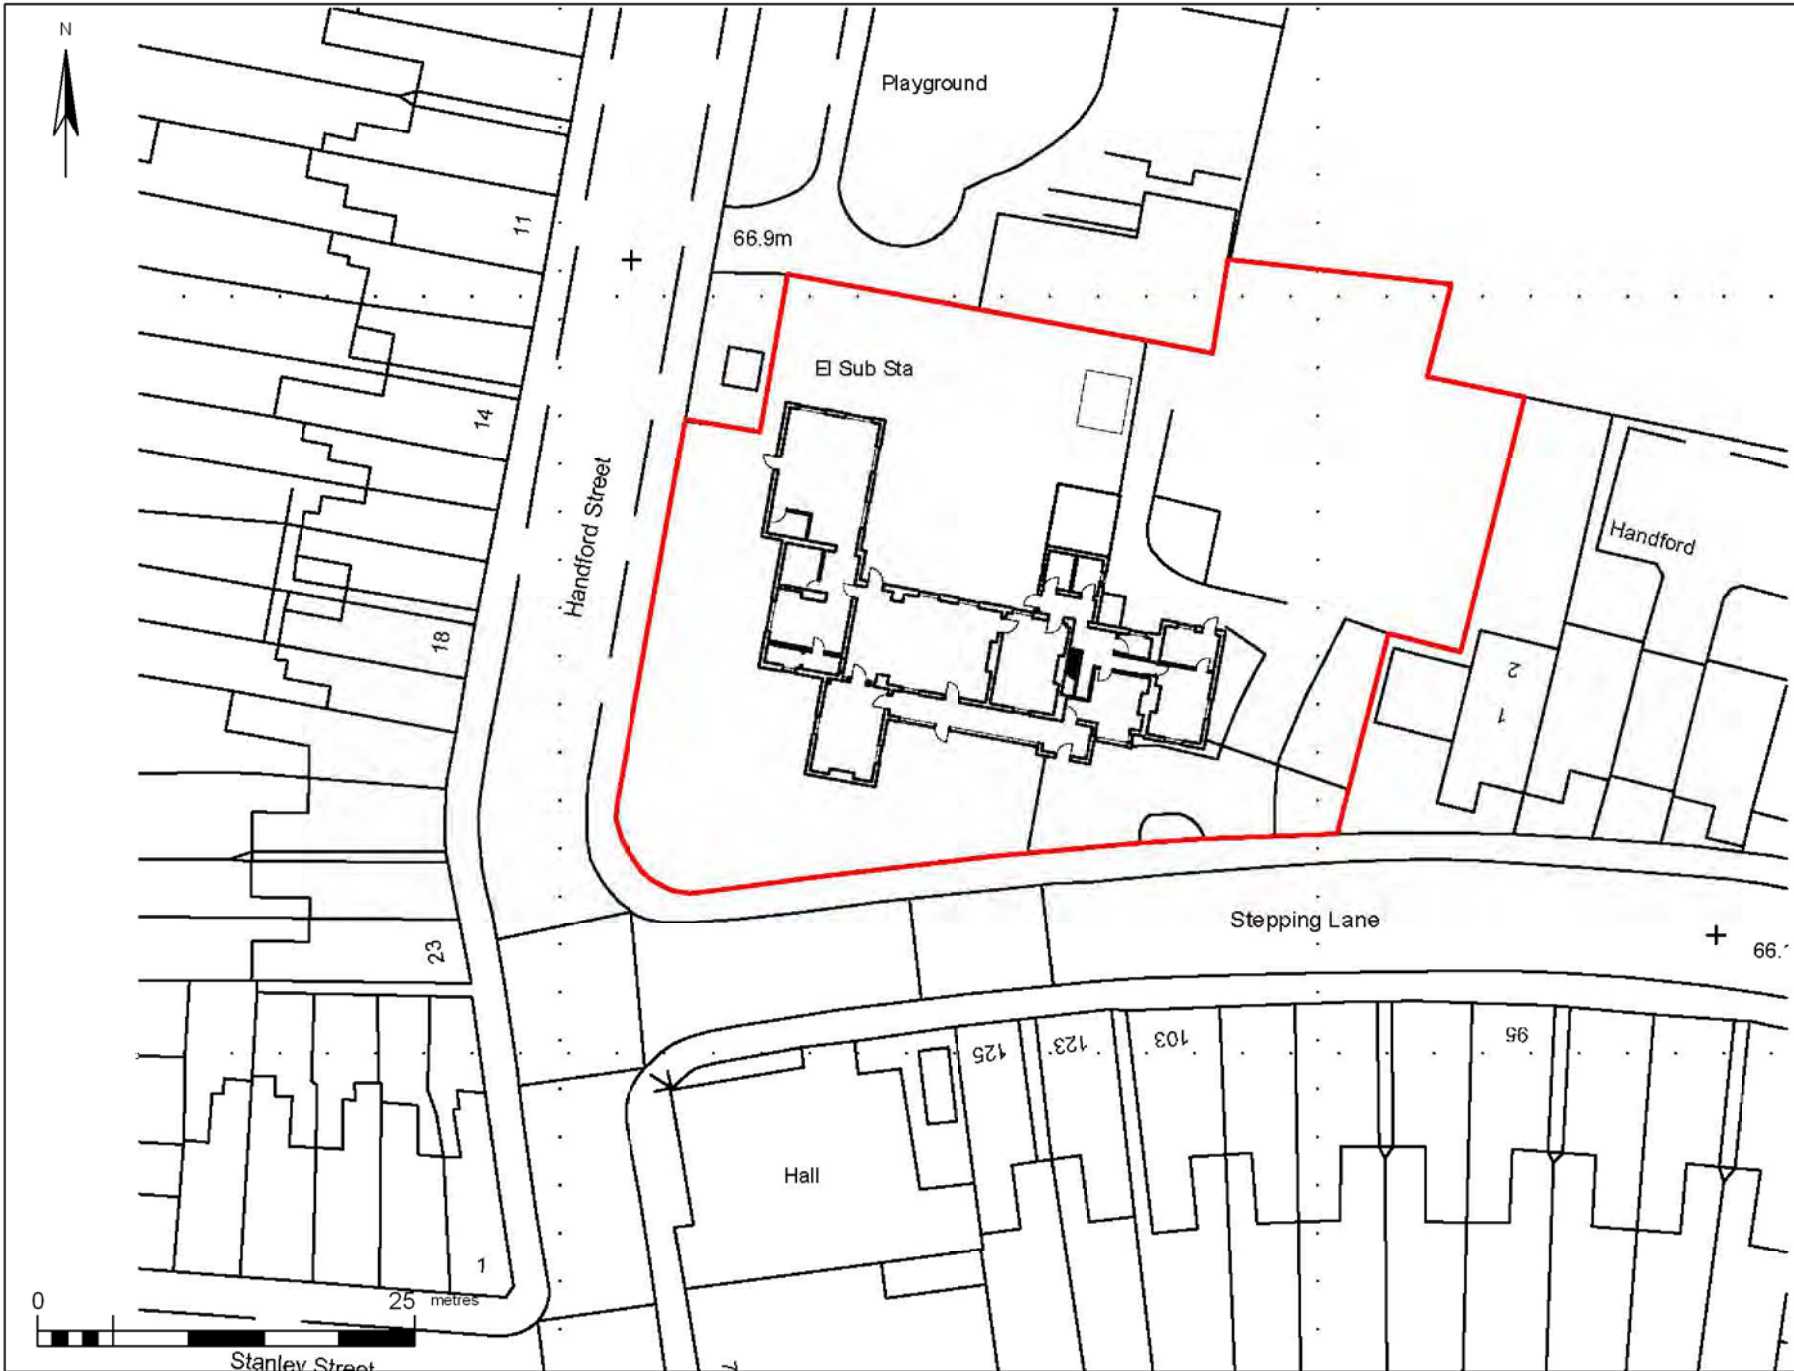 N
Playground
11
66.9m
El Sub Sta
14
Handford Street
Handford
18
2
1
Stepping Lane
23
66.
125
123
103
95
Hall
1
0
25 metres
Stanley Street